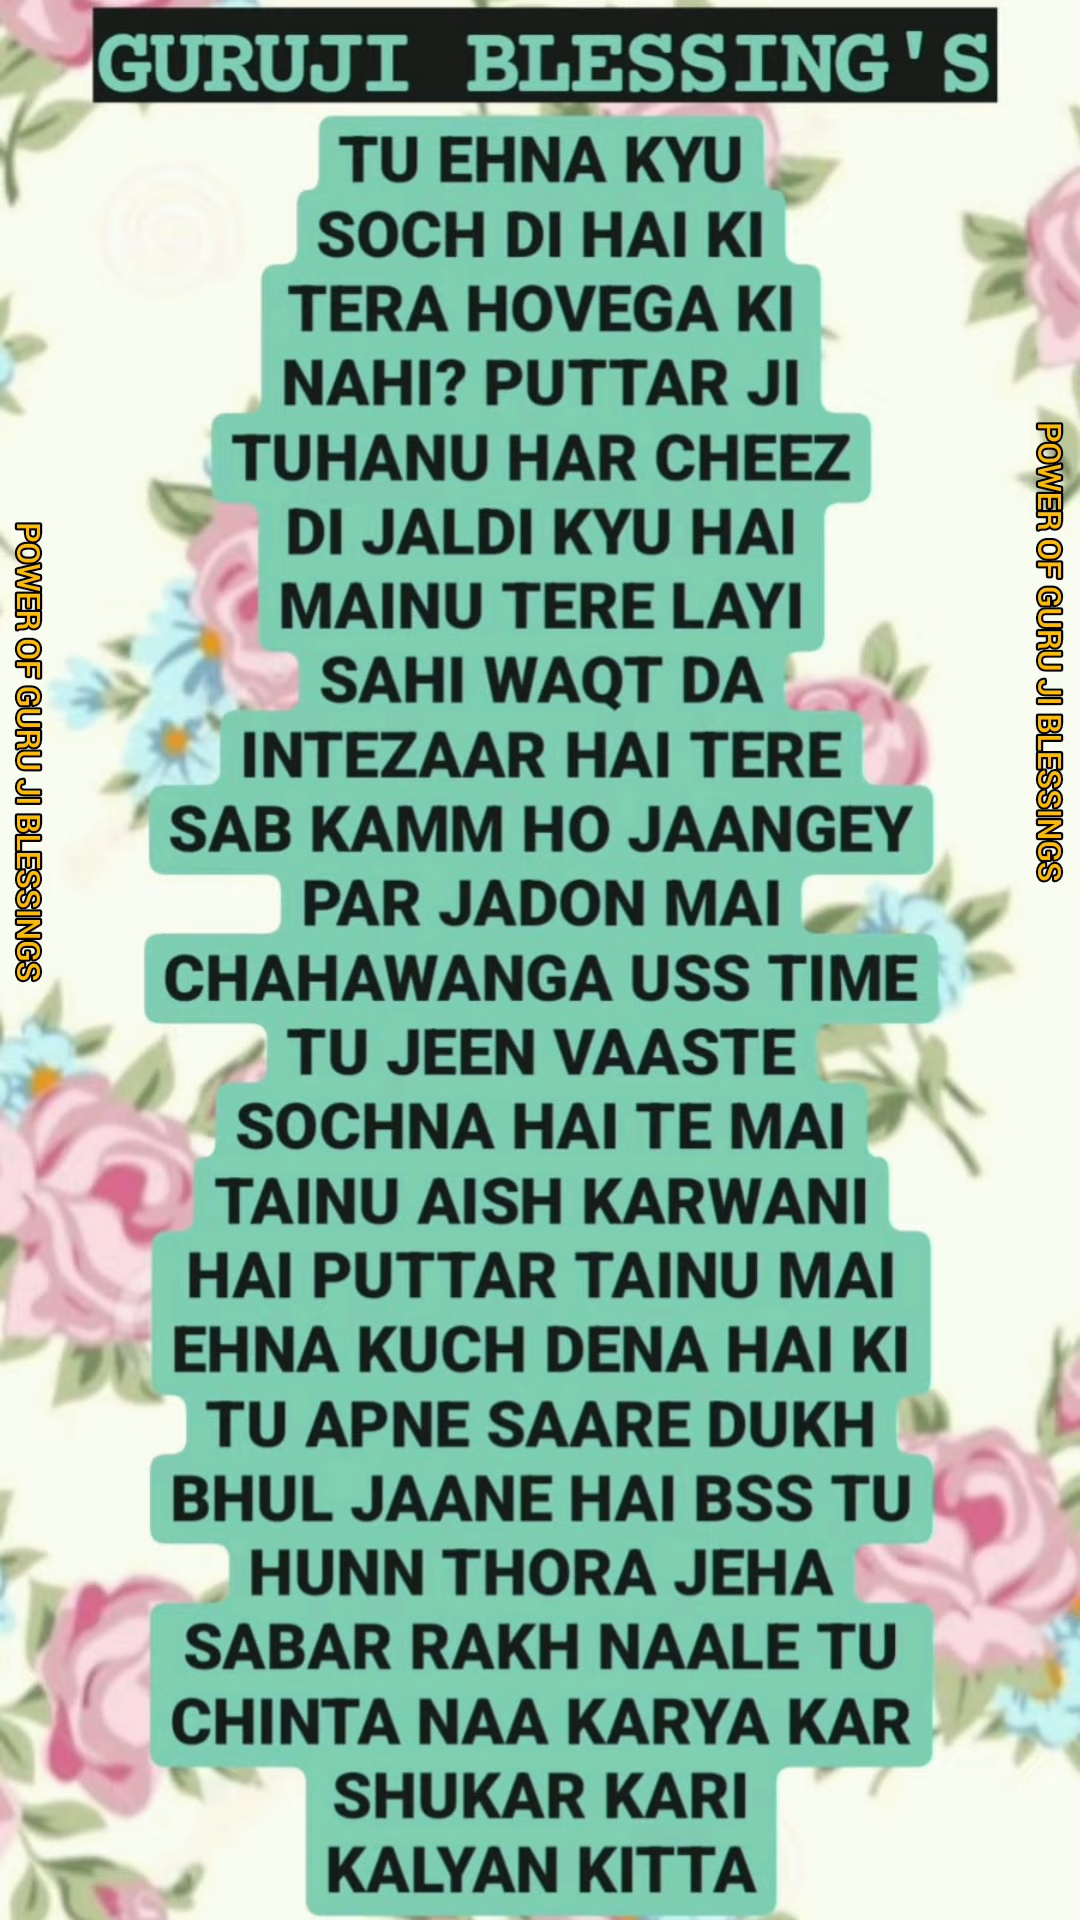 GURUJI BLESSING'S
TU EHNA KYU
SOCH DI HAI KI
TERA HOVEGA KI
NAHI? PUTTAR JI
TUHANU HAR CHEEZ
DI JALDI KYU HAI
MAINU TERE LAYI
SAHI WAQT DA
INTEZAAR HAI TERE
SAB KAMM HO JAANGEY
PAR JADON MAI
CHAHAWANGA USS TIME
TU JEEN VAASTE
SOCHNA HAI TE MAI
TAINU AISH KARWANI
HAI PUTTAR TAINU MAI
EHNA KUCH DENA HAI KI
TU APNE SAARE DUKH
BHUL JAANE HAI BSS TU
HUNN THORA JEHA
SABAR RAKH NAALE TU
CHINTA NAA KARYA KAR
SHUKAR KARI
KALYAN KITTA
POWER OF GURU JI BLESSINGS
POWER OF GURU JI BLESSINGS